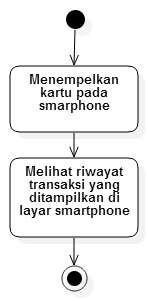 Menempelkan
kartu pada
smarphone
Melihat riwayat
transaksi yang
ditampilkan di
layar smartphone